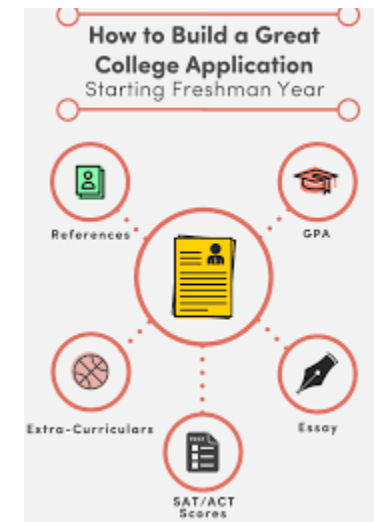 How to Build a Great
College Application
Starting Freshman Year
References
GPA
Extra-Curriculars
Essay
SAT/ACT
Scores